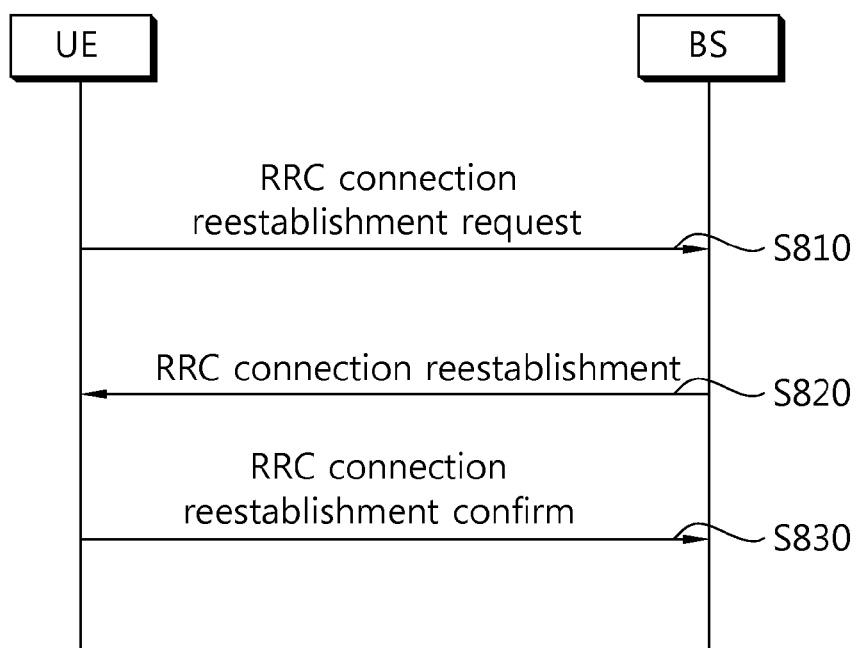 UE
BS
RRC connection
reestablishment request
S810
RRC connection reestablishment
S820
RRC connection
reestablishment confirm
S830